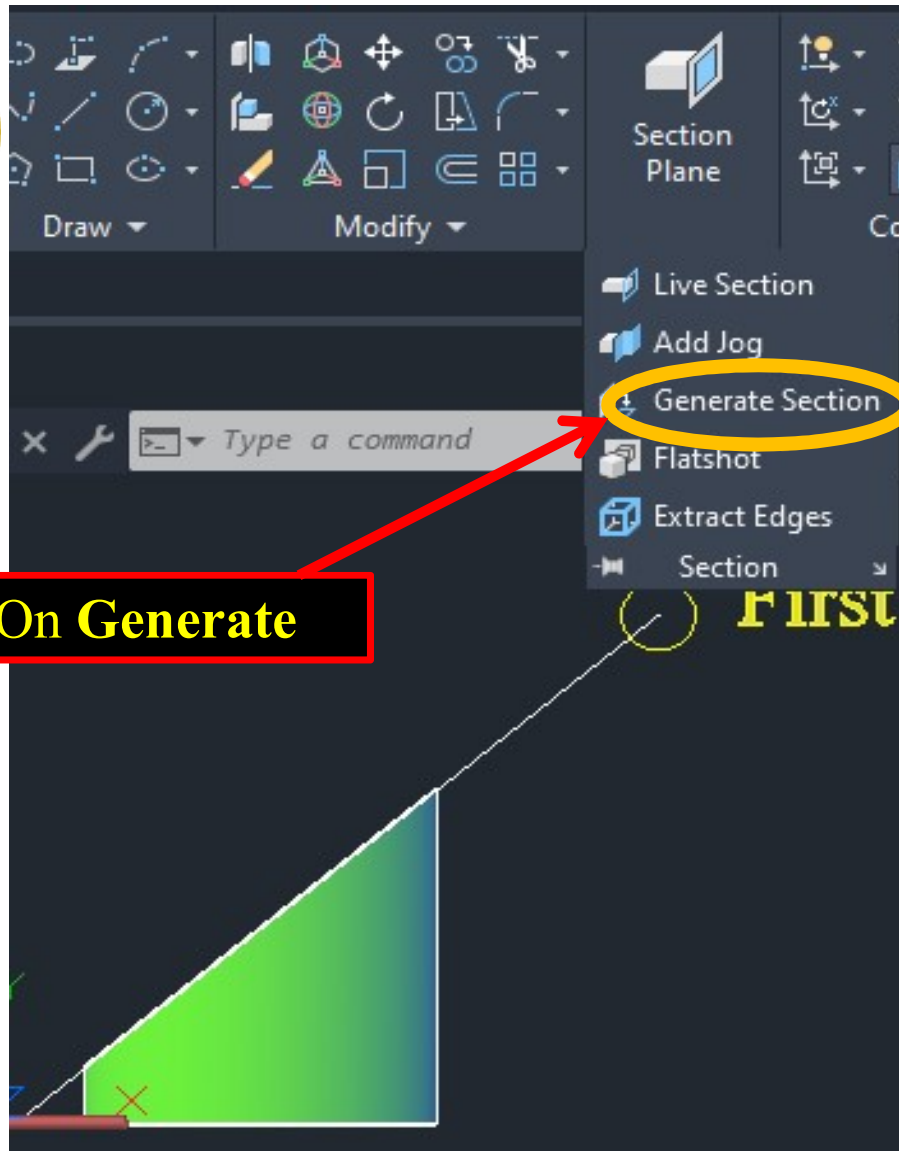 Section
Plane
Draw
Modify
Live Section
Add Jog
Generate Section
Type a command
Flatshot
Extract Edges
Section
On Generate
First
X